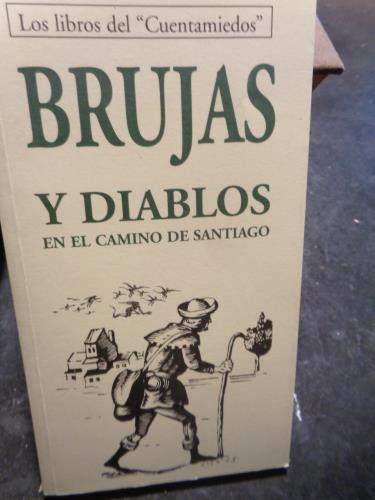 Los libros del "Cuentamiedos"
BRUJAS
Y DIABLOS
EN EL CAMINO DE SANTIAGO